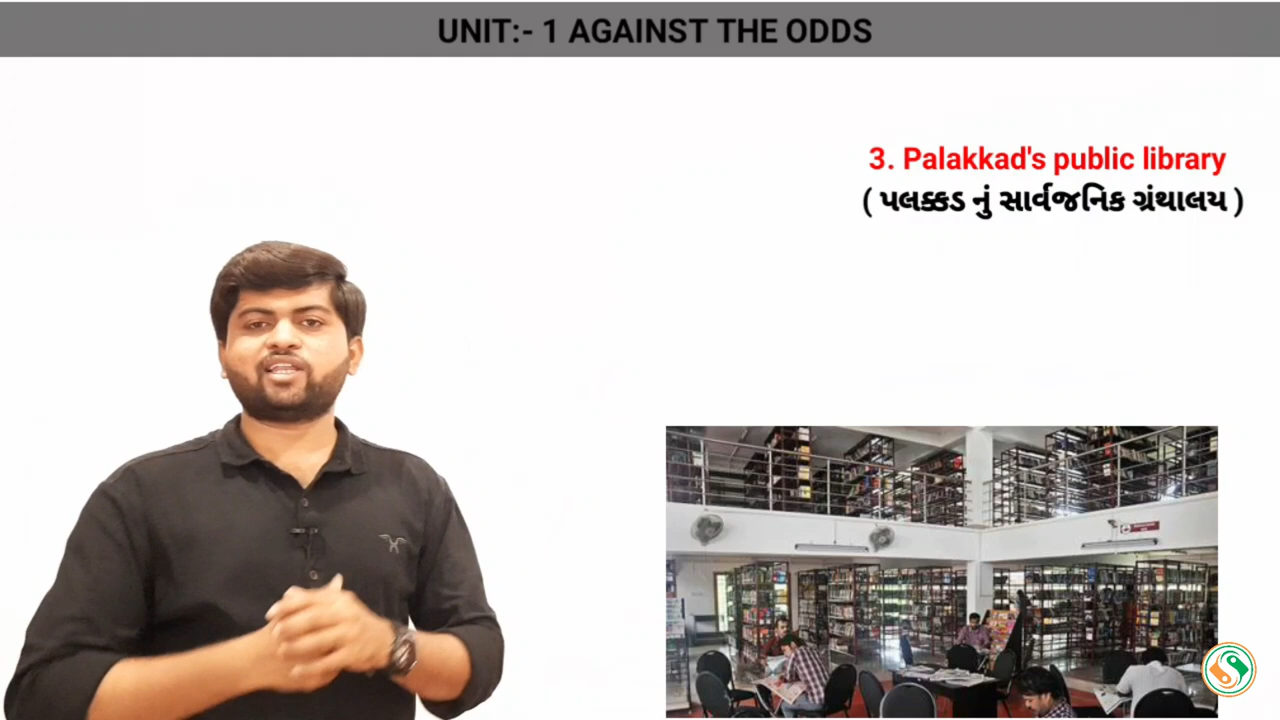 UNIT:- 1 AGAINST THE ODDS
3. Palakkad's public library
( પલક્કડ નું સાર્વજનિક ગ્રંથાલય )